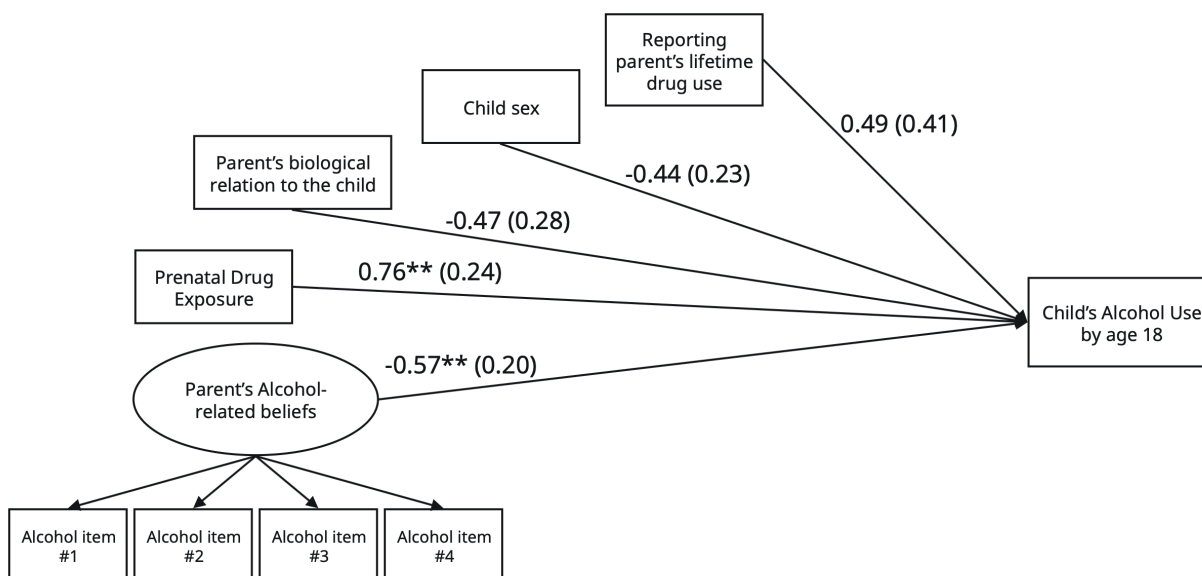 Reporting
parent’s lifetime
drug use
Child sex
0.49 (0.41)
Parent’s biological
relation to the child
-0.44 (0.23)
-0.47 (0.28)
Prenatal Drug
Exposure
0.76** (0.24)
Child’s Alcohol Use
by age 18
-0.57** (0.20)
Parent’s Alcohol-
related beliefs
Alcohol item
#1
Alcohol item
#2
Alcohol item
#3
Alcohol item
#4